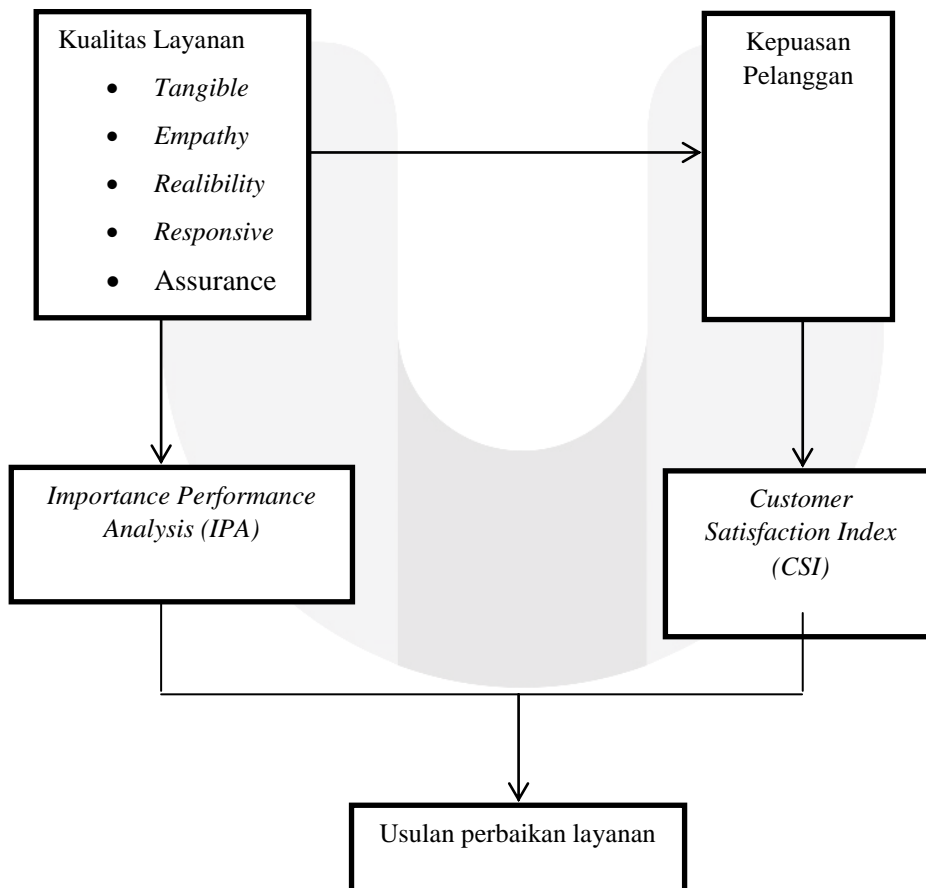 Kualitas Layanan
• Tangible
• Empathy
• Realibility
• Responsive
• Assurance
Kepuasan
Pelanggan
Importance Performance
Analysis (IPA)
Customer
Satisfaction Index
(CSI)
Usulan perbaikan layanan